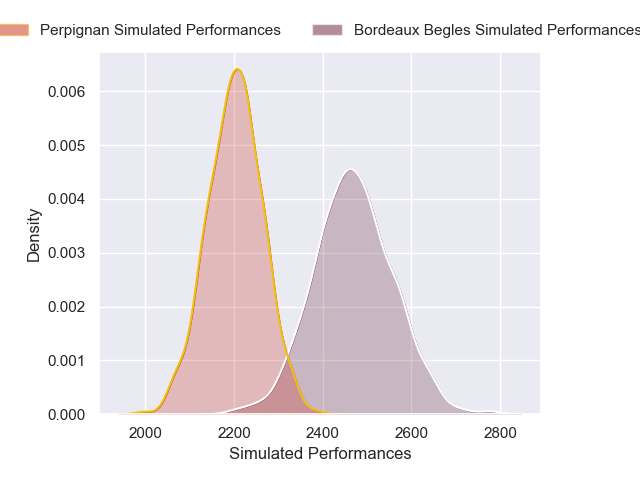 Perpignan Simulated Performances
Bordeaux Begles Simulated Performances
0.006
0.005
0.004
0.003
0.002
0.001
0.000
Density
2000 2200 2400 2600 2800
Simulated Performances